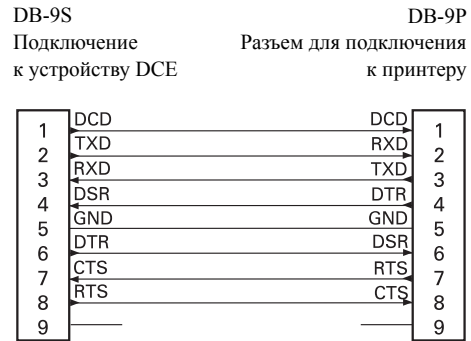 DB-9S DB-9P
Подключение Разъем для подключения
к устройству DCE к принтеру
1 DCD DCD 1
2 TXD RXD 2
3 RXD TXD 3
4 DSR DTR 4
5 GND GND 5
6 DTR DSR 6
7 CTS RTS 7
8 RTS CTS 8
9 9